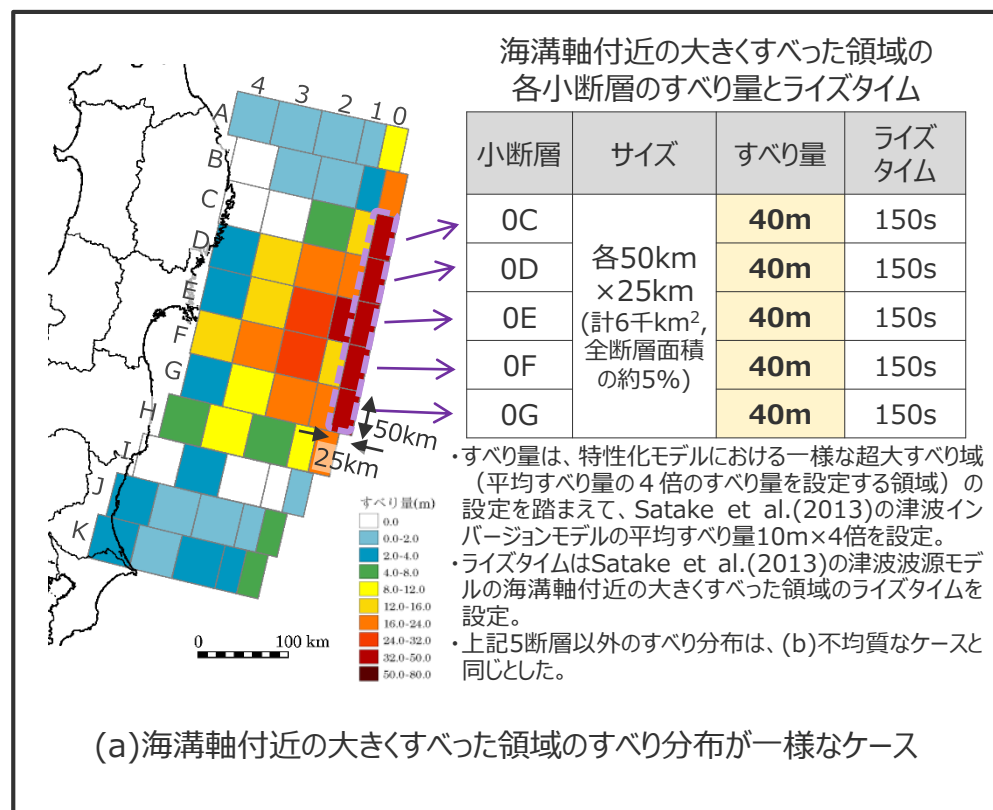 海溝軸付近の大きくすべった領域の
各小断層のすべり量とライズタイム
4 3 2 1 0
A
B
C
D
E
F
G
H
I
J
K
50km
25km
すべり量(m)
0.0
0.0-2.0
2.0-4.0
4.0-8.0
8.0-12.0
12.0-16.0
16.0-24.0
24.0-32.0
32.0-50.0
50.0-80.0
0 100 km
小断層 サイズ すべり量 ライズ
タイム
0C 40m 150s
0D 40m 150s
0E 40m 150s
0F 40m 150s
0G 40m 150s
各50km
×25km
(計6千km²,
全断層面積
の約5%)
・すべり量は、特性化モデルにおける一様な超大すべり域
（平均すべり量の４倍のすべり量を設定する領域）の
設定を踏まえて、Satake et al.(2013)の津波イン
バージョンモデルの平均すべり量10m×4倍を設定。
・ライズタイムはSatake et al.(2013)の津波波源モデ
ルの海溝軸付近の大きくすべった領域のライズタイムを
設定。
・上記5断層以外のすべり分布は、(b)不均質なケースと
同じとした。
(a)海溝軸付近の大きくすべった領域のすべり分布が一様なケース